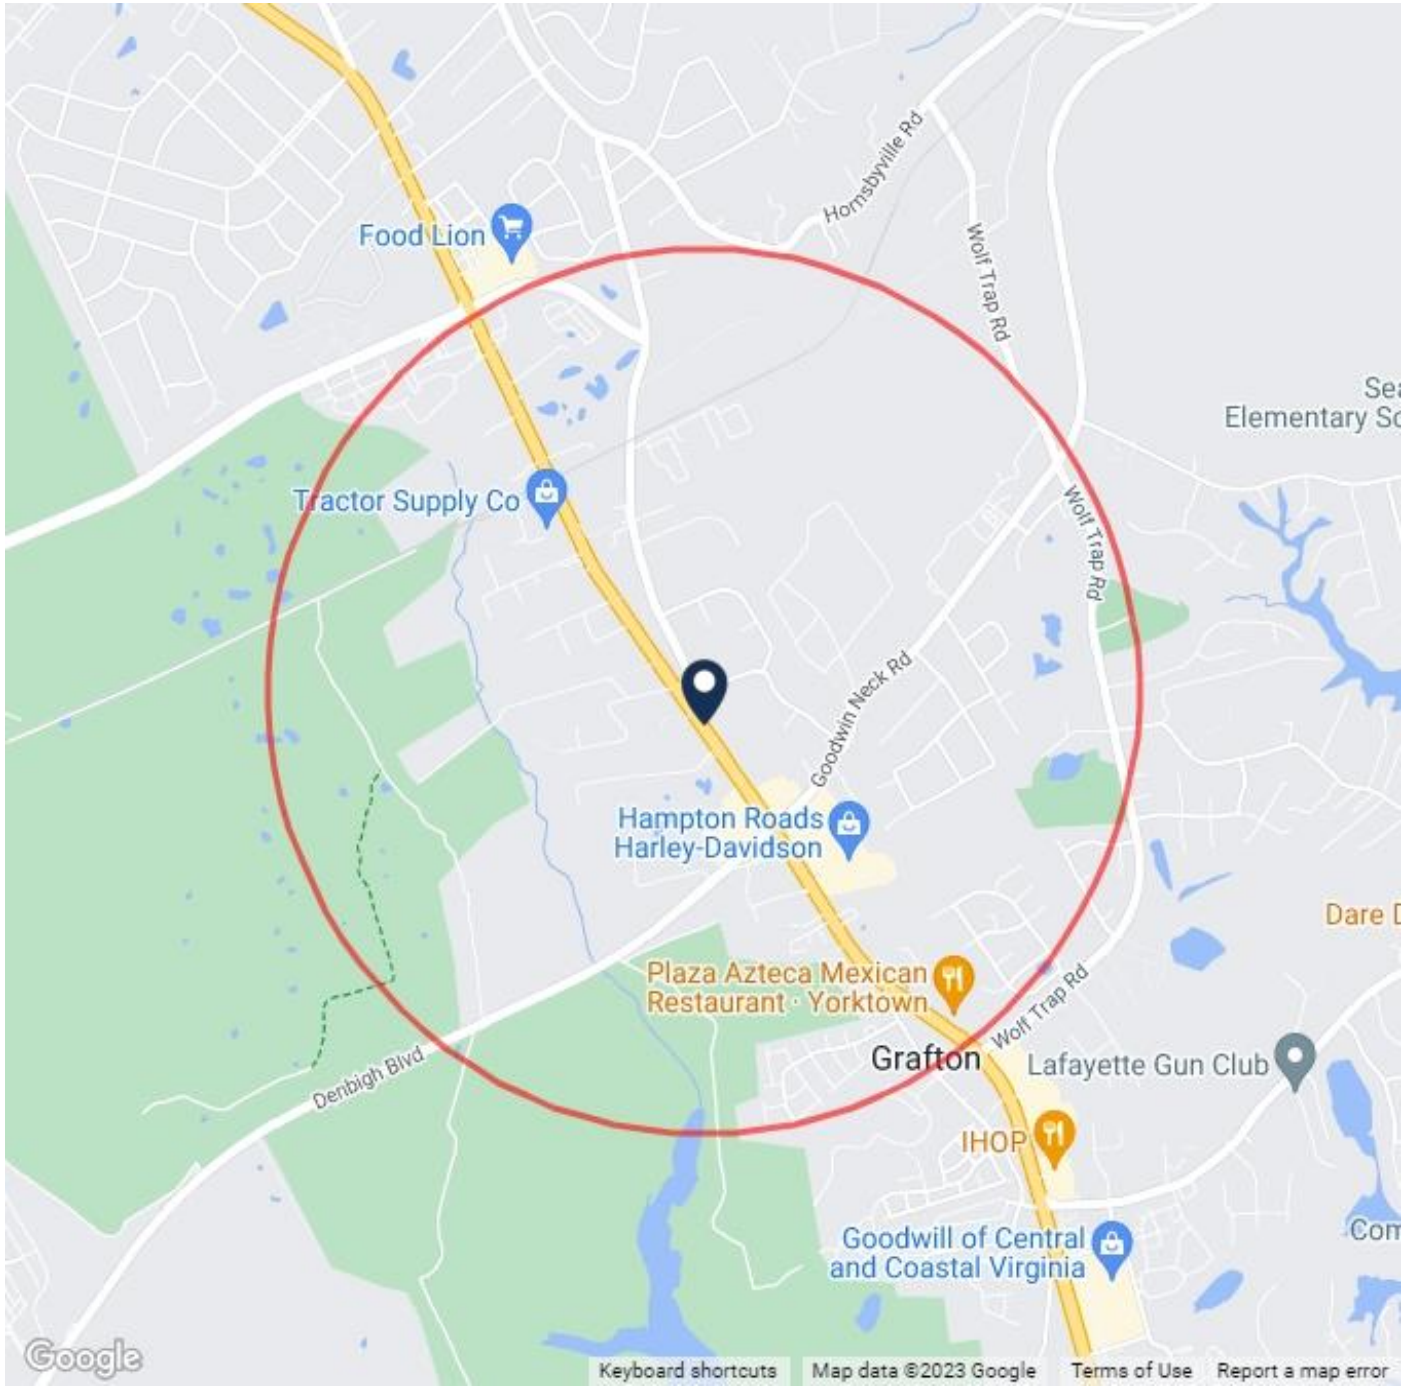 Hornsbyville Rd
Food Lion
Wolf Trap Rd
Sea
Elementary Sc
Tractor Supply Co
Wolf Trap Rd
Goodwin Neck Rd
Hampton Roads
Harley-Davidson
Dare D
Plaza Azteca Mexican
Restaurant · Yorktown
Wolf Trap Rd
Grafton
Lafayette Gun Club
Denbigh Blvd
IHOP
Goodwill of Central
and Coastal Virginia
Com
Google
Keyboard shortcuts
Map data ©2023 Google
Terms of Use
Report a map error